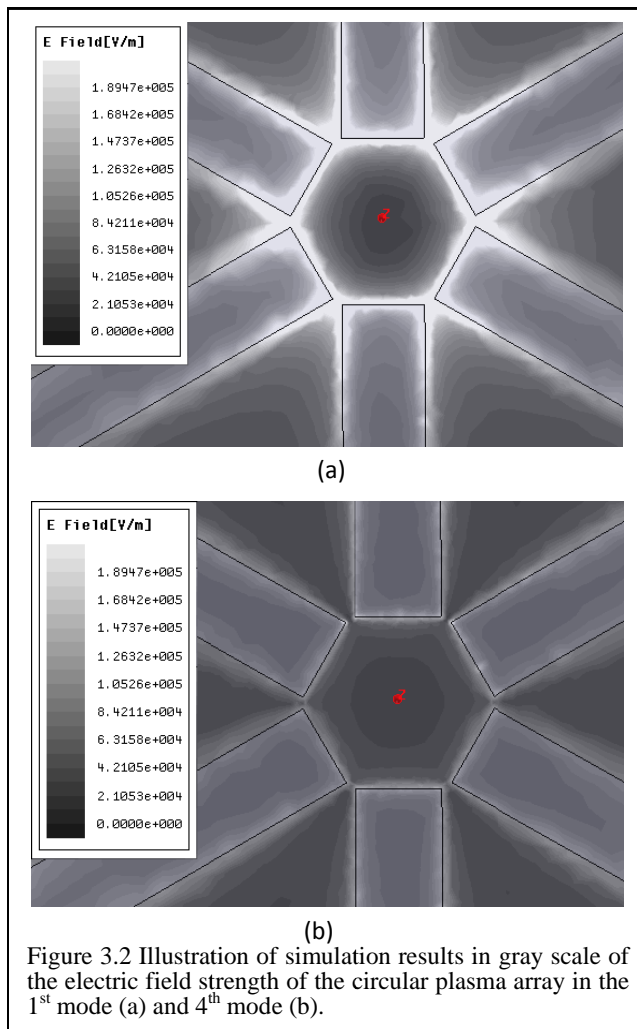 E Field[V/m]
1.8947e+005
1.6842e+005
1.4737e+005
1.2632e+005
1.0526e+005
8.4211e+004
6.3158e+004
4.2105e+004
2.1053e+004
0.0000e+000
(a)
E Field[V/m]
1.8947e+005
1.6842e+005
1.4737e+005
1.2632e+005
1.0526e+005
8.4211e+004
6.3158e+004
4.2105e+004
2.1053e+004
0.0000e+000
(b)
Figure 3.2 Illustration of simulation results in gray scale of
the electric field strength of the circular plasma array in the
1st mode (a) and 4th mode (b).